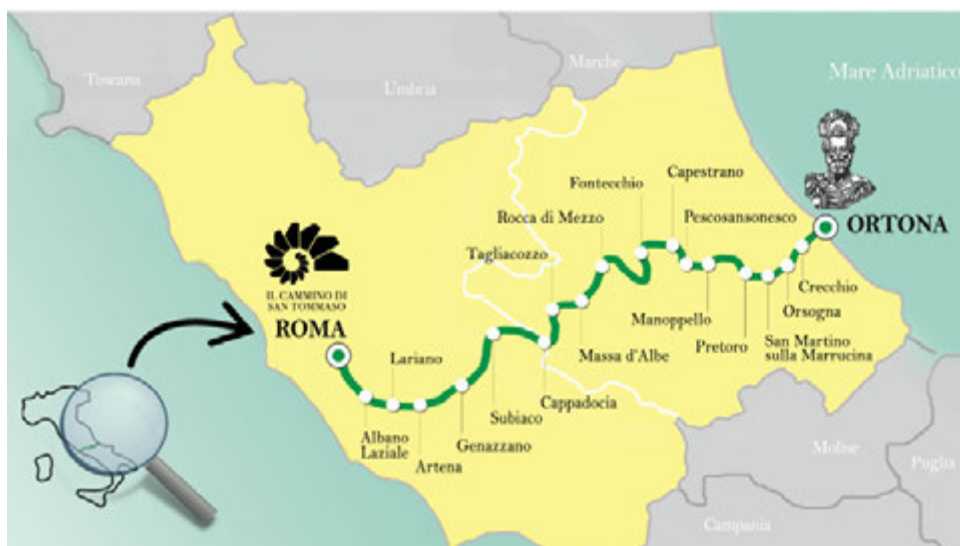 Toscana
Umbria
Marche
Mare Adriatico
Fontecchio
Capestrano
Rocca di Mezzo
Pescosansonesco
ORTONA
Tagliacozzo
Crecchio
IL CAMMINO DI
SAN TOMMASO
ROMA
Manoppello
Orsogna
Lariano
Massa d'Albe
Pretoro
San Martino
sulla Marrucina
Cappadocia
Subiaco
Albano
Laziale
Genazzano
Artena
Molise
Puglia
Campania